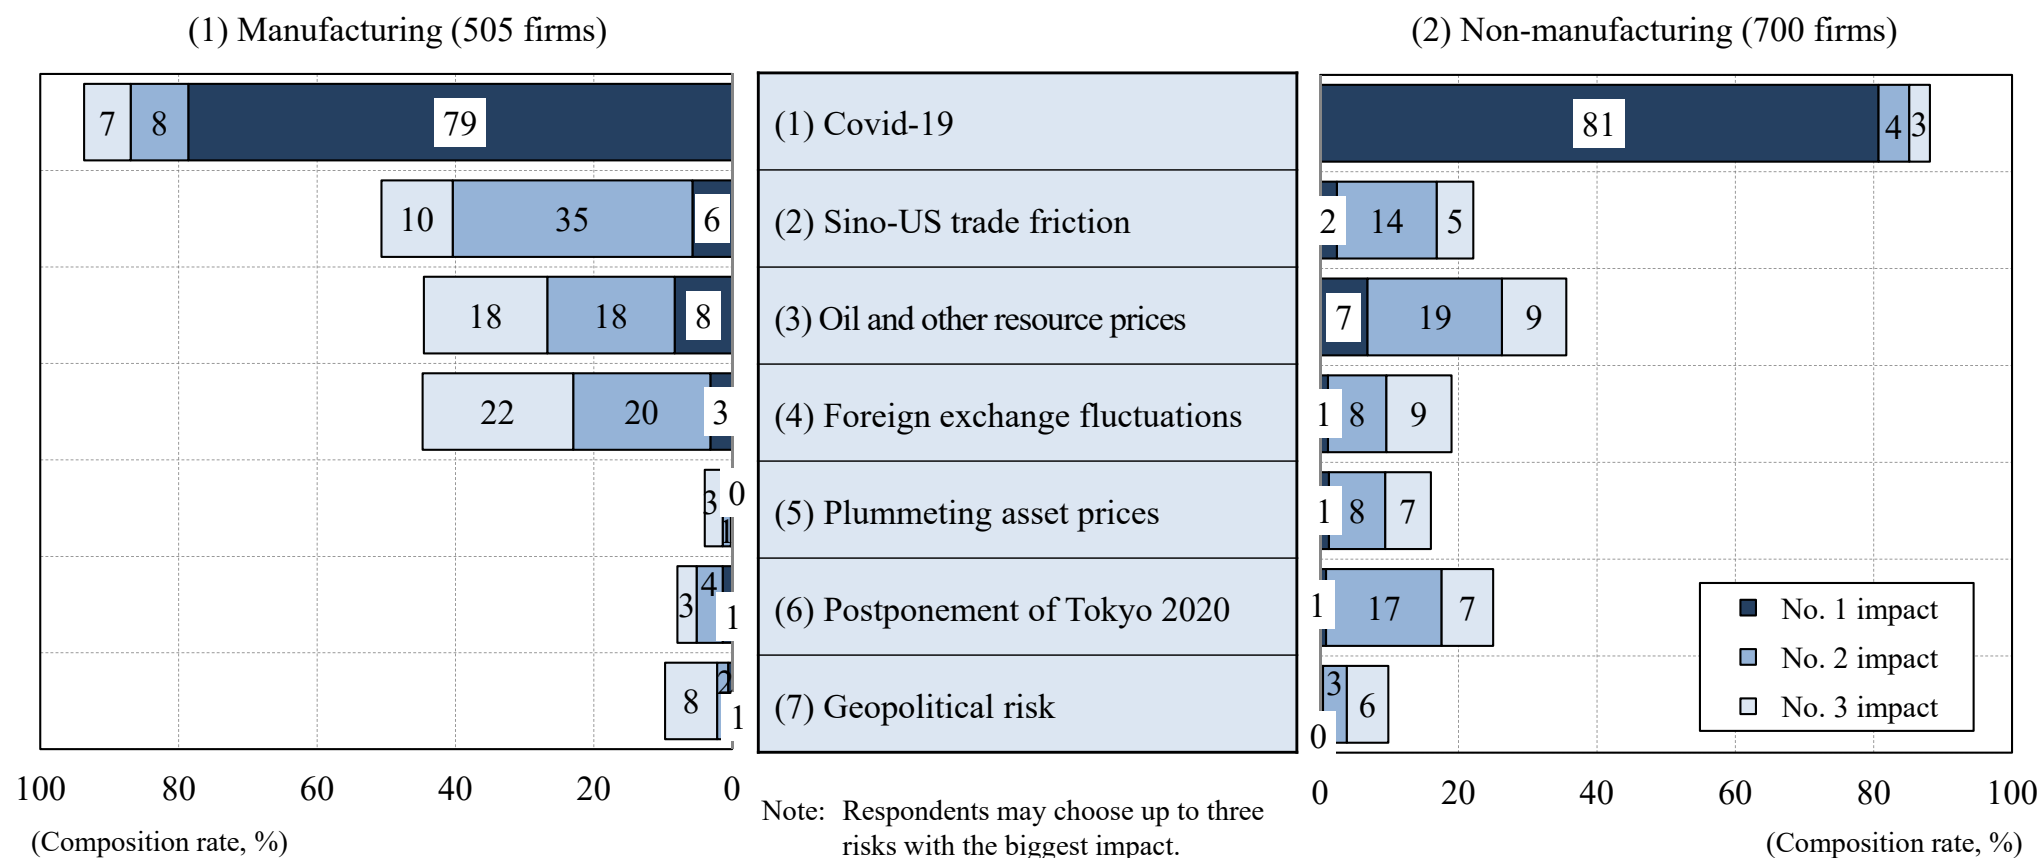 (1) Manufacturing (505 firms)
(2) Non-manufacturing (700 firms)
7 8 79
(1) Covid-19
81 4 3
10 35 6
(2) Sino-US trade friction
2 14 5
18 18 8
(3) Oil and other resource prices
7 19 9
22 20 3
(4) Foreign exchange fluctuations
1 8 9
3 1 0
(5) Plummeting asset prices
1 8 7
3 4 1
(6) Postponement of Tokyo 2020
1 17 7
8 2 1
(7) Geopolitical risk
0 3 6
No. 1 impact
No. 2 impact
No. 3 impact
100 80 60 40 20 0
0 20 40 60 80 100
(Composition rate, %)
Note: Respondents may choose up to three
risks with the biggest impact.
(Composition rate, %)